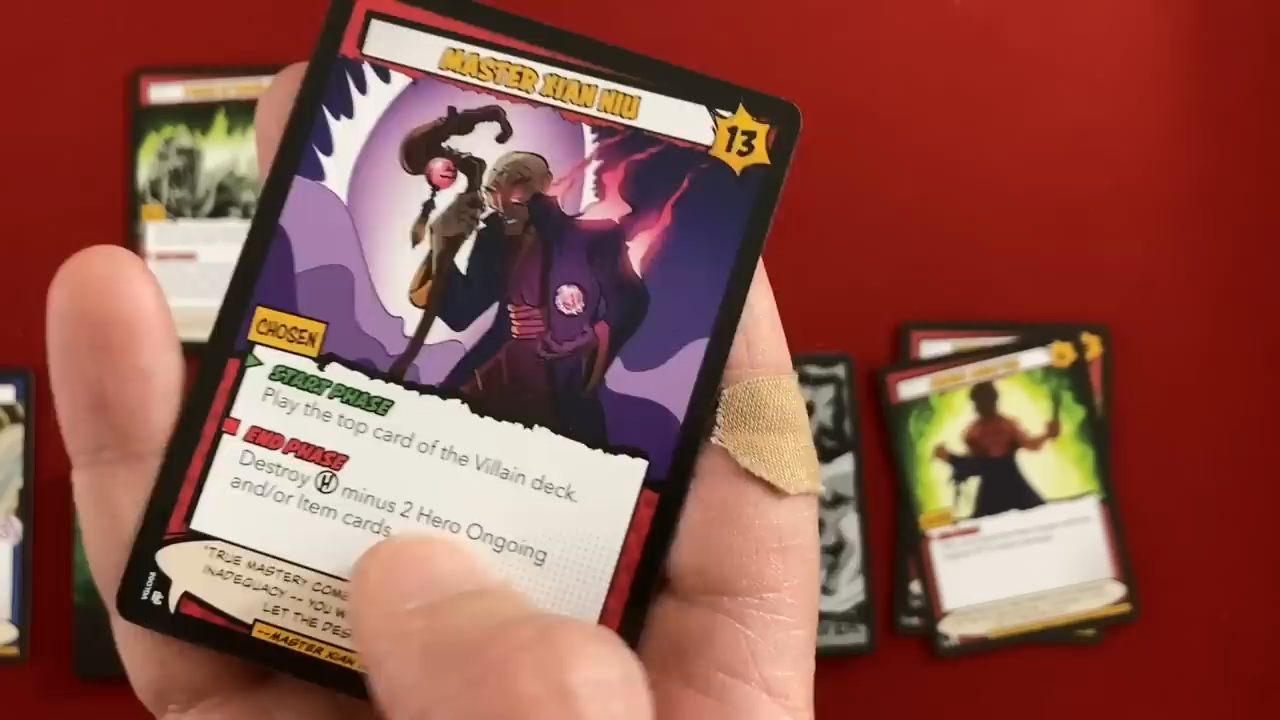 MASTER XIAN NIU
13
CHOSEN
START PHASE
Play the top card of the Villain deck.
END PHASE
Destroy H minus 2 Hero Ongoing
and/or Item cards
"TRUE MASTERY COME
INADEQUACY -- YOU W
LET THE DES
--MASTER XIAN